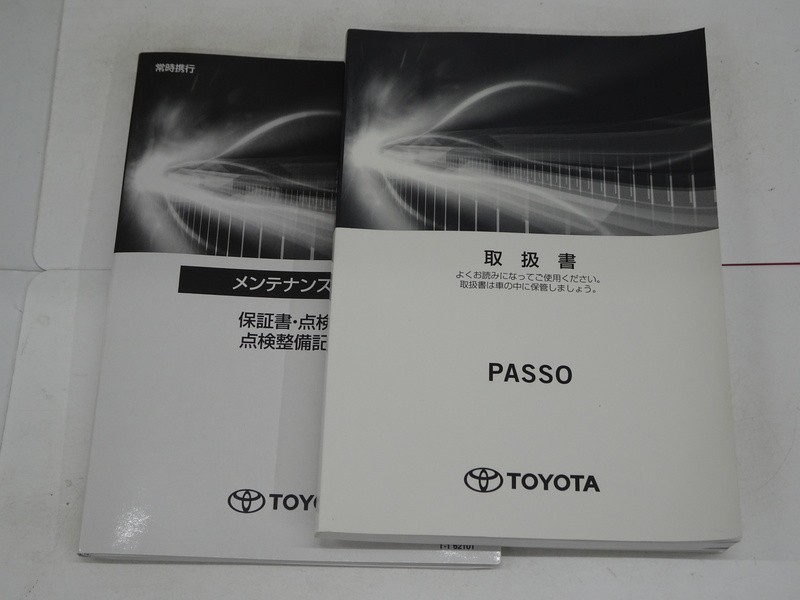 常時携行
メンテナンス
保証書・点検
点検整備記
TOYO
取扱書
よくお読みになってご使用ください。
取扱書は車の中に保管しましょう。
PASSO
TOYOTA